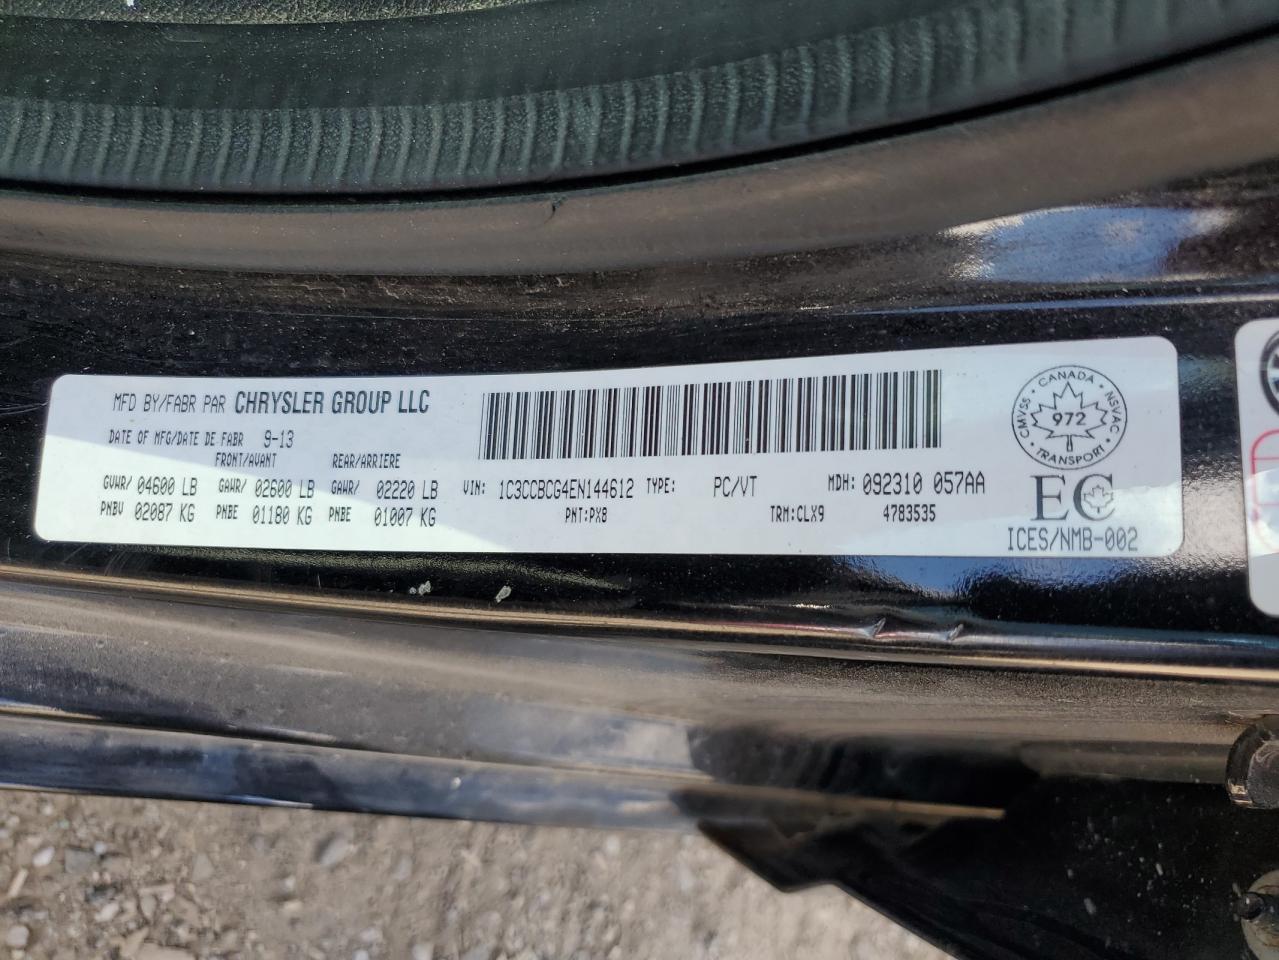 MFD BY/FABR PAR CHRYSLER GROUP LLC
DATE OF MFG/DATE DE FABR 9-13
FRONT/AVANT REAR/ARRIERE
GVWR/ 04600 LB GAWR/ 02600 LB GAWR/ 02220 LB
PNBV 02087 KG PNBE 01180 KG PNBE 01007 KG
VIN: 1C3CCBCG4EN144612 TYPE: PC/VT MDH: 092310 057AA
PNT:PX8 TRM:CLX9 4783535
CANADA
CMVSS 972 NSVAC
TRANSPORT
EC
ICES/NMB-002